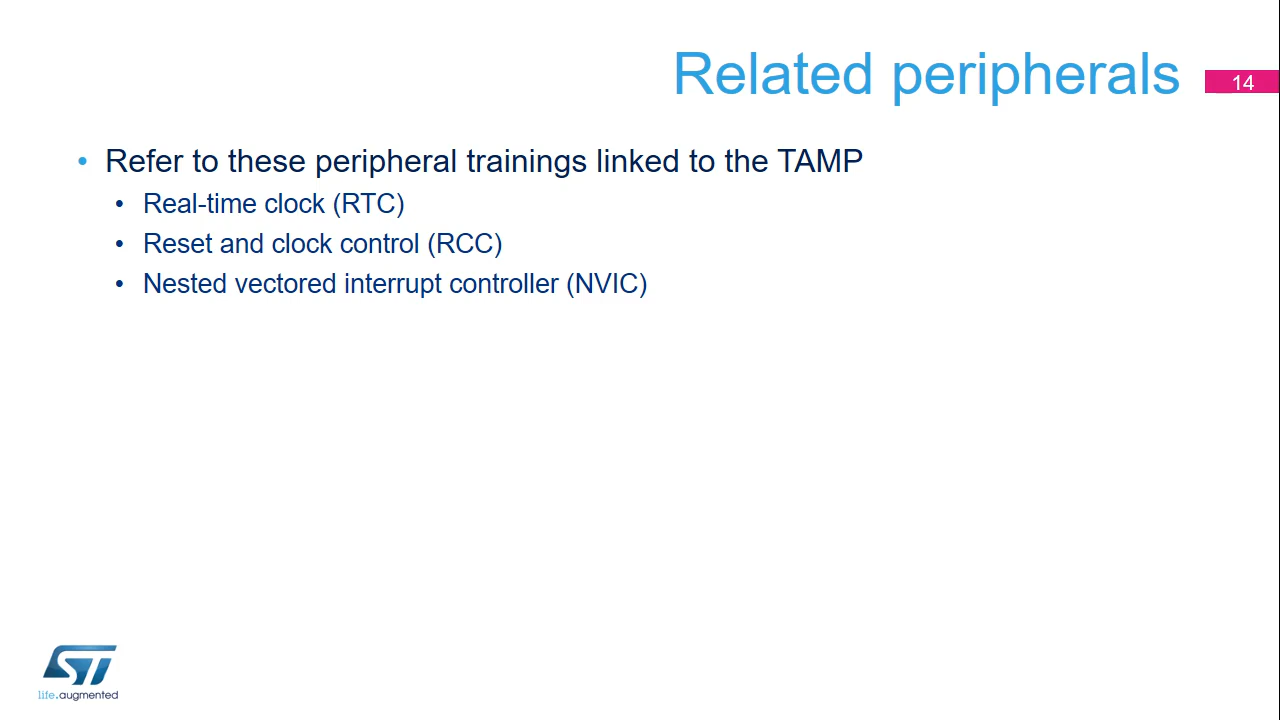 Related peripherals
14
• Refer to these peripheral trainings linked to the TAMP
• Real-time clock (RTC)
• Reset and clock control (RCC)
• Nested vectored interrupt controller (NVIC)
ST
life.augmented